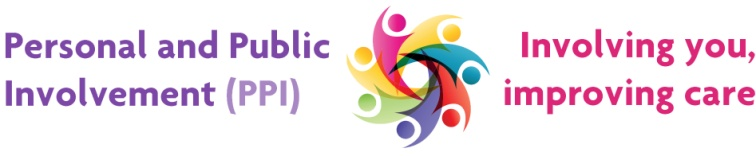 Personal and Public
Involvement (PPI)
Involving you,
improving care